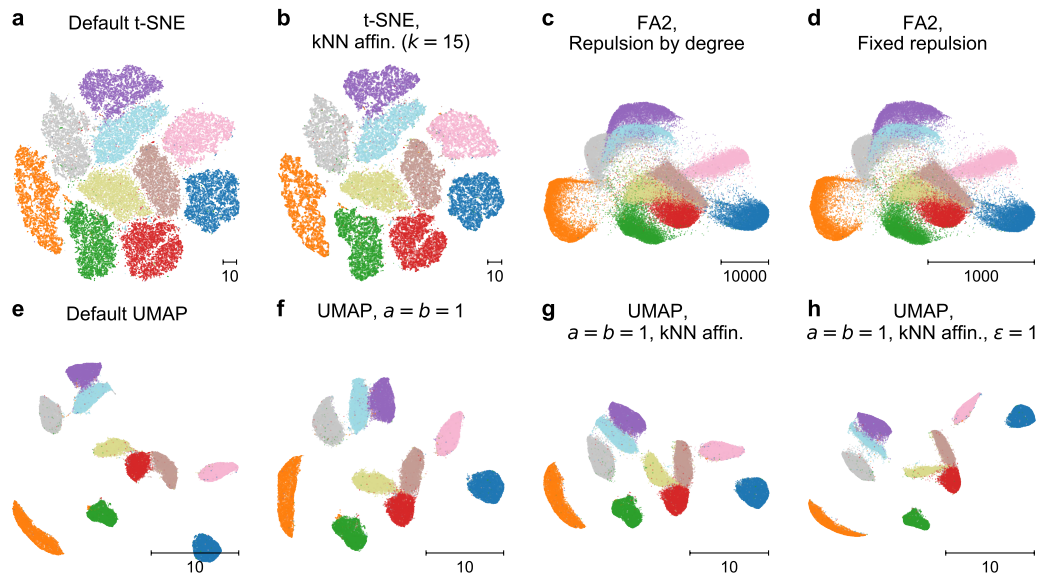 a
Default t-SNE
b
t-SNE,
kNN affin. (k = 15)
c
FA2,
Repulsion by degree
d
FA2,
Fixed repulsion
10
10
10000
1000
e
Default UMAP
f
UMAP, a = b = 1
g
UMAP,
a = b = 1, kNN affin.
h
UMAP,
a = b = 1, kNN affin., ε = 1
10
10
10
10